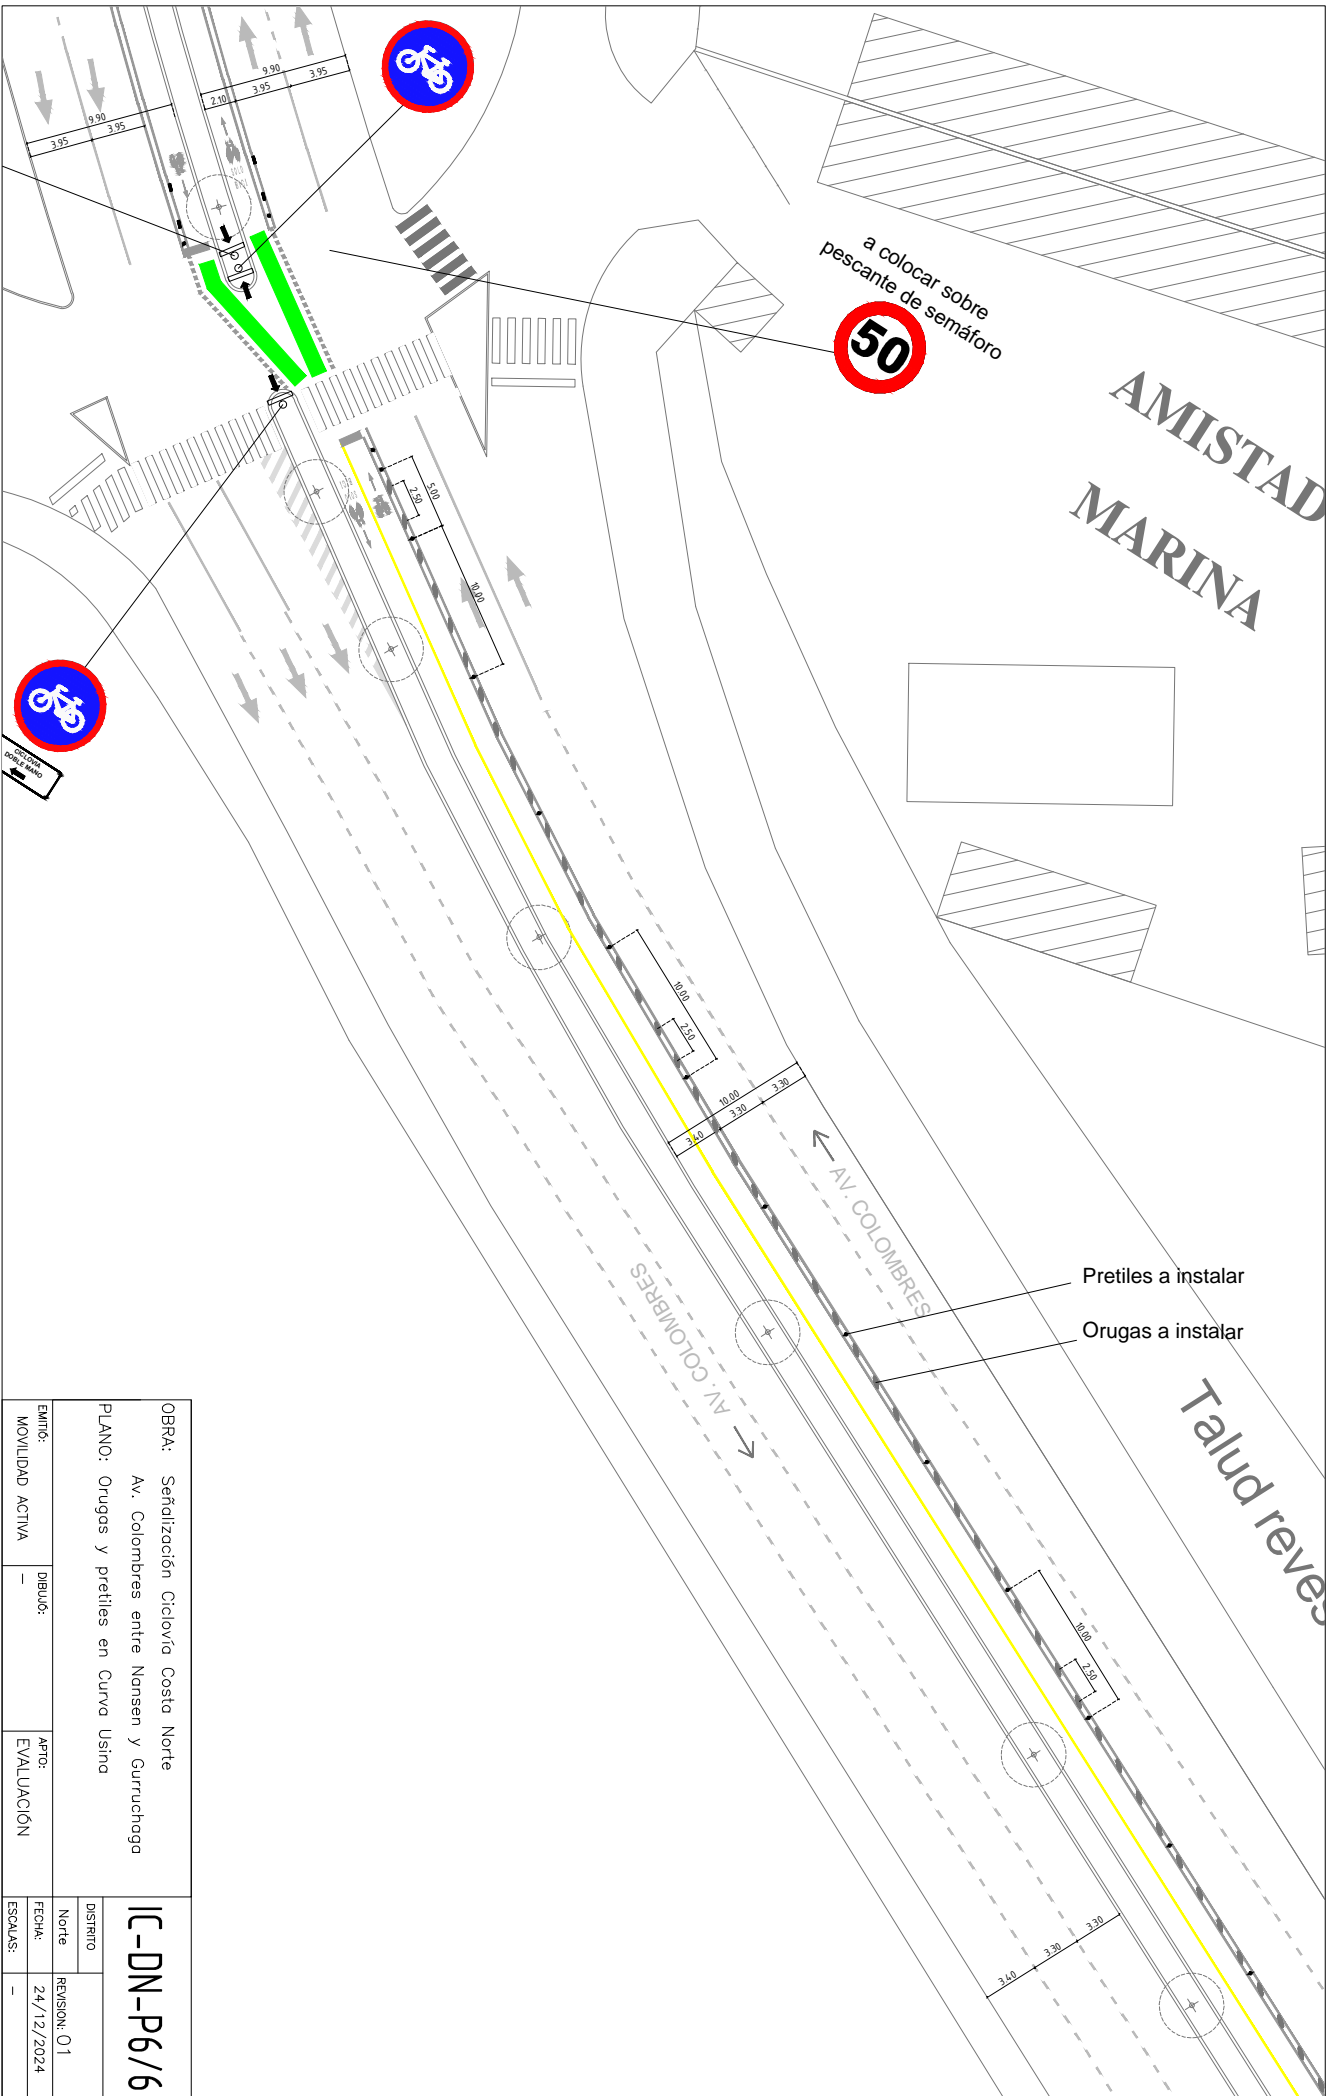 9.90
3.95
3.95
2.10
9.90
3.95
3.95
SOLO
BICI
a colocar sobre
pescante de semáforo
50
AMISTAD
MARINA
5.00
2.50
10.00
CICLOVIA
DOBLE MANO
10.00
2.50
10.00
3.30
3.30
3.40
AV. COLOMBRES
AV. COLOMBRES
Pretiles a instalar
Orugas a instalar
Talud reves
10.00
2.50
3.30
3.30
3.40
OBRA: Señalización Ciclovía Costa Norte
Av. Colombres entre Nansen y Gurruchaga
PLANO: Orugas y pretiles en Curva Usina
EMITIÓ:
MOVILIDAD ACTIVA
DIBUJÓ:
–
APTO:
EVALUACIÓN
IC-DN-P6/6
DISTRITO
Norte
REVISION: 01
FECHA:
24/12/2024
ESCALAS:
–